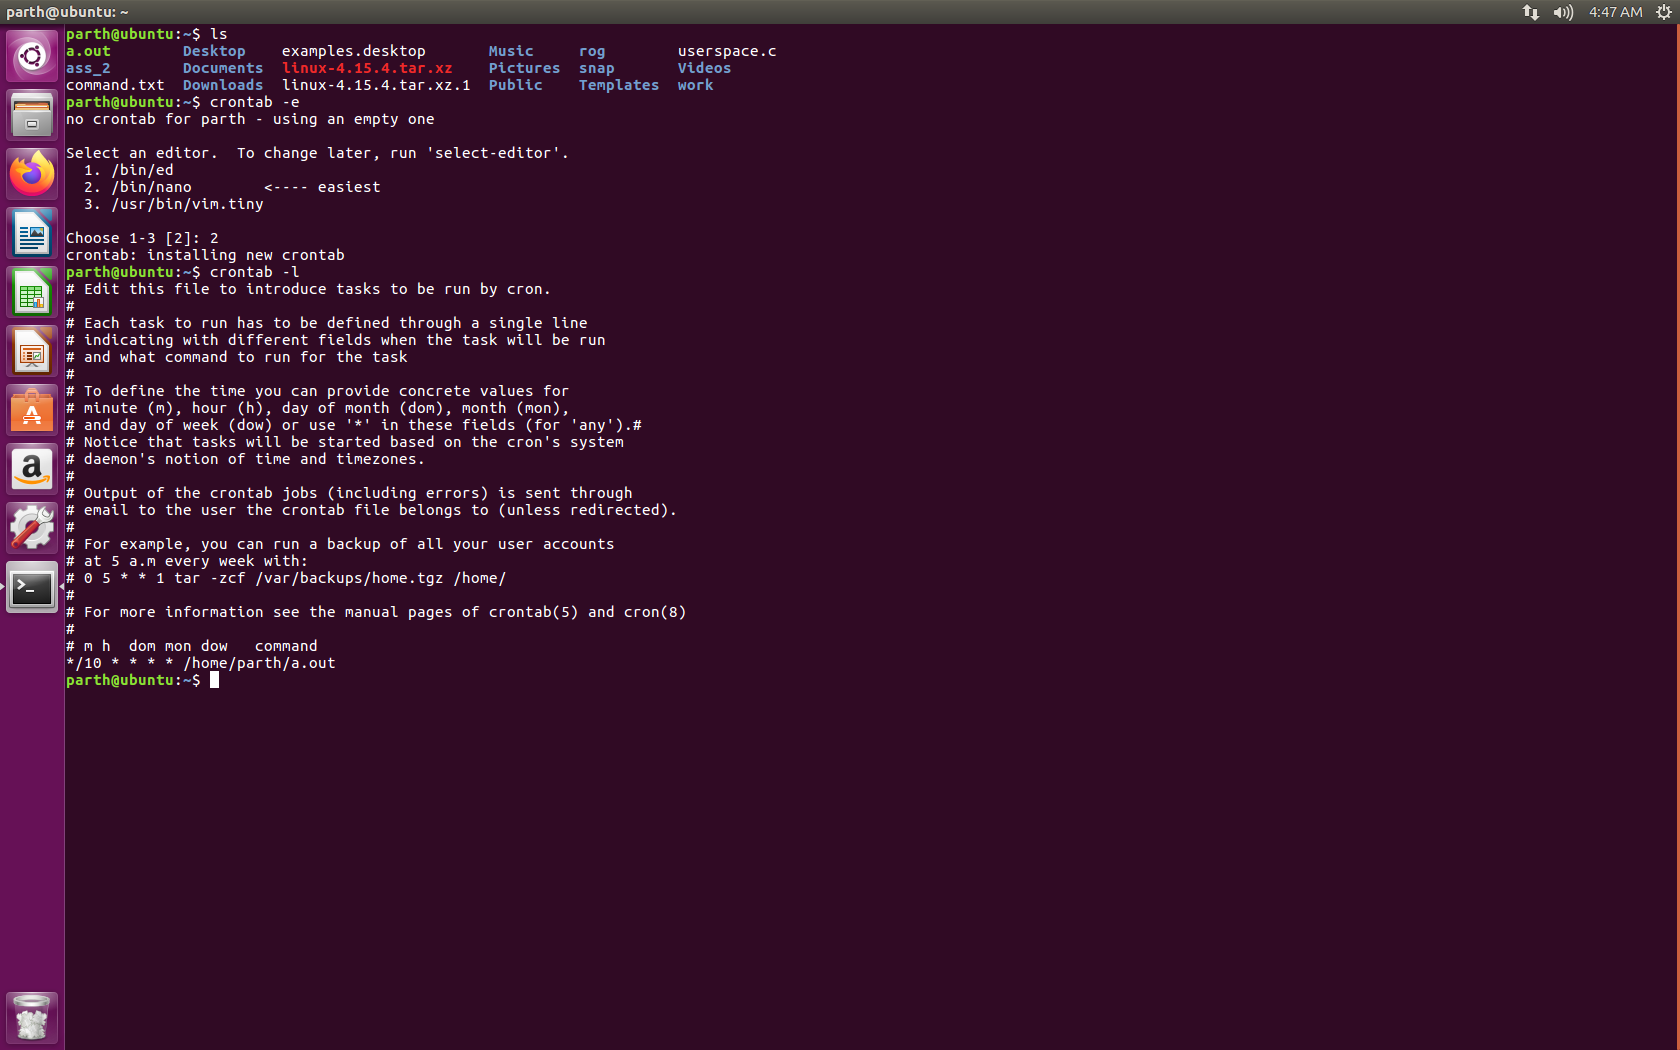 parth@ubuntu: ~
4:47 AM
parth@ubuntu:~$ ls
a.out        Desktop    examples.desktop       Music     rog        userspace.c
ass_2        Documents  linux-4.15.4.tar.xz    Pictures  snap       Videos
command.txt  Downloads  linux-4.15.4.tar.xz.1  Public    Templates  work
parth@ubuntu:~$ crontab -e
no crontab for parth - using an empty one
Select an editor.  To change later, run 'select-editor'.
  1. /bin/ed
  2. /bin/nano        <---- easiest
  3. /usr/bin/vim.tiny
Choose 1-3 [2]: 2
crontab: installing new crontab
parth@ubuntu:~$ crontab -l
# Edit this file to introduce tasks to be run by cron.
#
# Each task to run has to be defined through a single line
# indicating with different fields when the task will be run
# and what command to run for the task
#
# To define the time you can provide concrete values for
# minute (m), hour (h), day of month (dom), month (mon),
# and day of week (dow) or use '*' in these fields (for 'any').#
# Notice that tasks will be started based on the cron's system
# daemon's notion of time and timezones.
#
# Output of the crontab jobs (including errors) is sent through
# email to the user the crontab file belongs to (unless redirected).
#
# For example, you can run a backup of all your user accounts
# at 5 a.m every week with:
# 0 5 * * 1 tar -zcf /var/backups/home.tgz /home/
#
# For more information see the manual pages of crontab(5) and cron(8)
#
# m h  dom mon dow   command
*/10 * * * * /home/parth/a.out
parth@ubuntu:~$